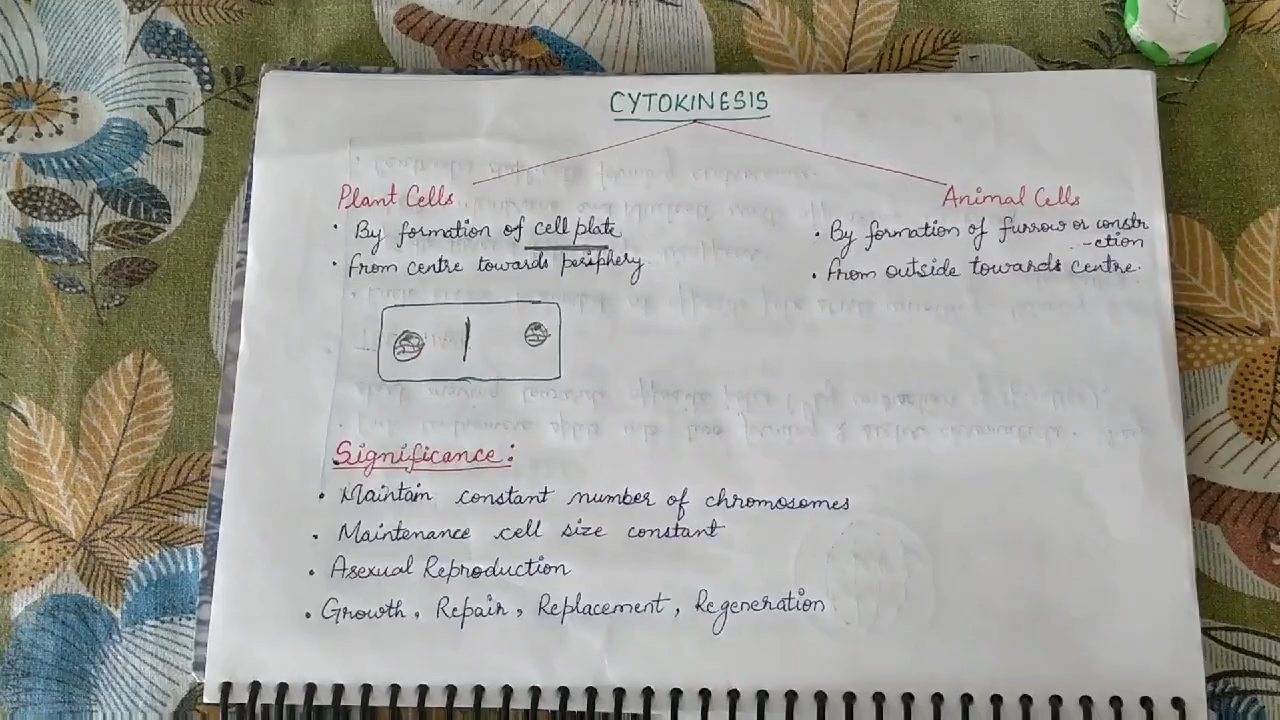 CYTOKINESIS
Plant Cells
• By formation of cell plate
• From centre towards periphery
Animal Cells
• By formation of furrow or constr
-ction
• From outside towards centre.
Significance:
• Maintain constant number of chromosomes
• Maintenance cell size constant
• Asexual Reproduction
• Growth, Repair, Replacement, Regeneration